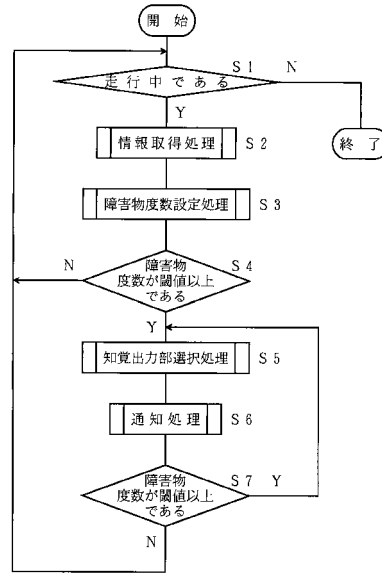 開始
走行中である
S1
N
Y
情報取得処理
S2
終了
障害物度数設定処理
S3
障害物
度数が閾値以上
である
S4
N
Y
知覚出力部選択処理
S5
通知処理
S6
障害物
度数が閾値以上
である
S7
Y
N